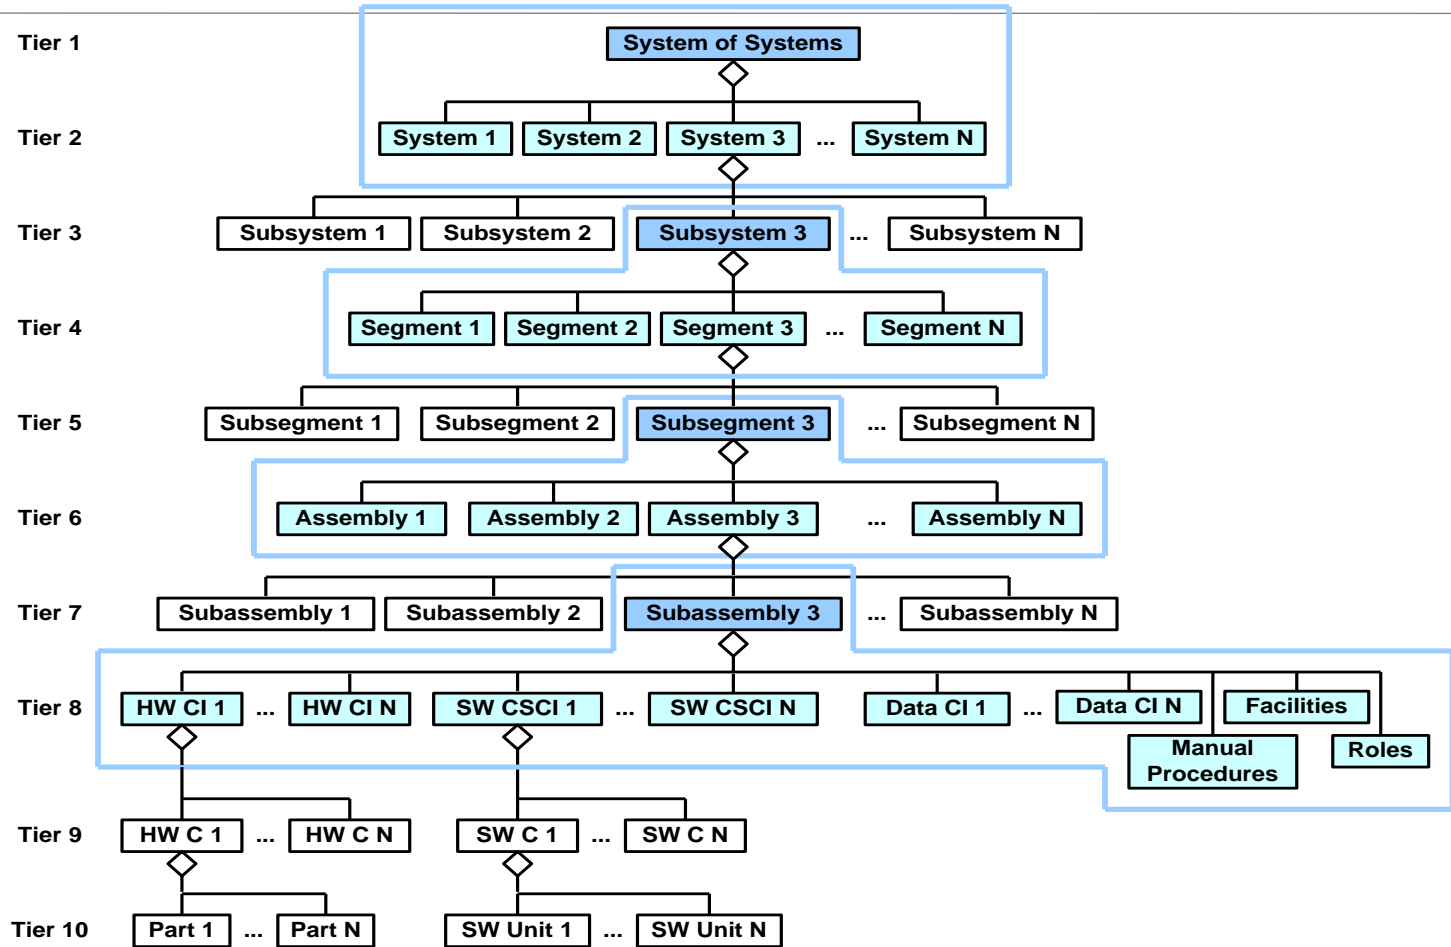 Tier 1
System of Systems
Tier 2
System 1
System 2
System 3
...
System N
Tier 3
Subsystem 1
Subsystem 2
Subsystem 3
...
Subsystem N
Tier 4
Segment 1
Segment 2
Segment 3
...
Segment N
Tier 5
Subsegment 1
Subsegment 2
Subsegment 3
...
Subsegment N
Tier 6
Assembly 1
Assembly 2
Assembly 3
...
Assembly N
Tier 7
Subassembly 1
Subassembly 2
Subassembly 3
...
Subassembly N
Tier 8
HW CI 1
...
HW CI N
SW CSCI 1
...
SW CSCI N
Data CI 1
...
Data CI N
Facilities
Manual
Procedures
Roles
Tier 9
HW C 1
...
HW C N
SW C 1
...
SW C N
Tier 10
Part 1
...
Part N
SW Unit 1
...
SW Unit N